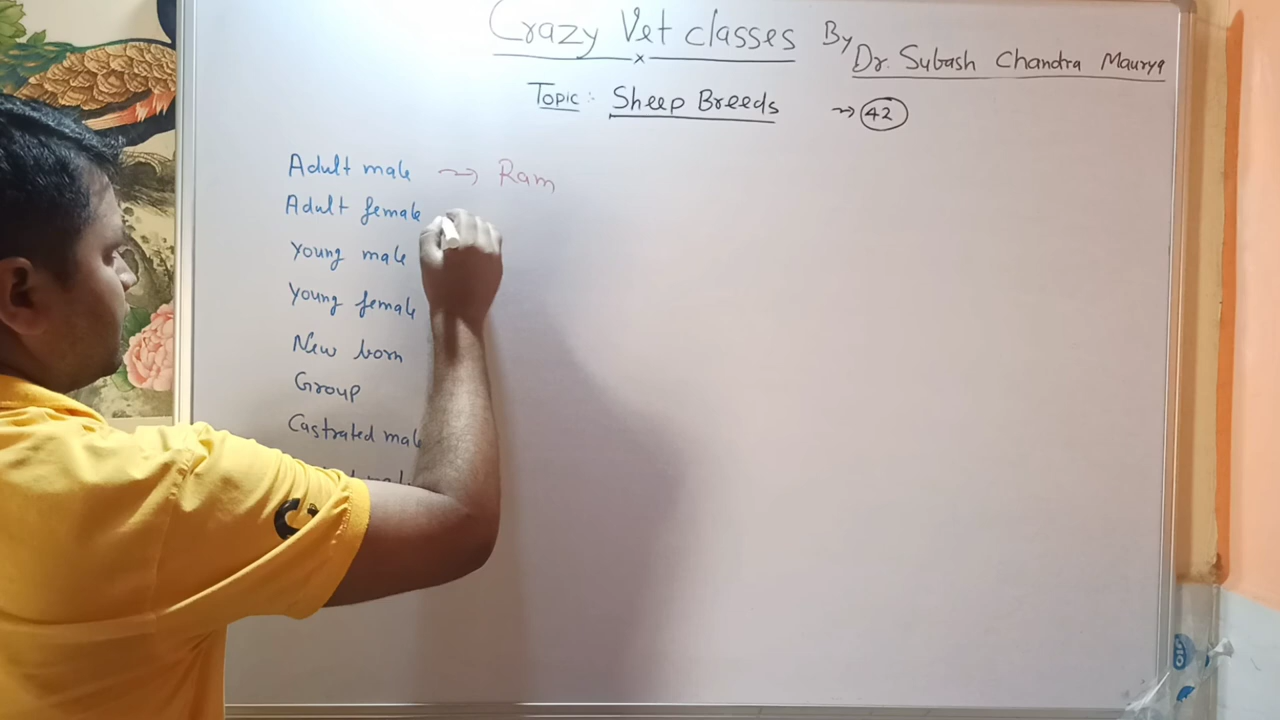 Crazy Vet classes By
Dr. Subash Chandra Maurya
Topic :- Sheep Breeds → 42
Adult male → Ram
Adult female
Young male
Young female
New born
Group
Castrated male